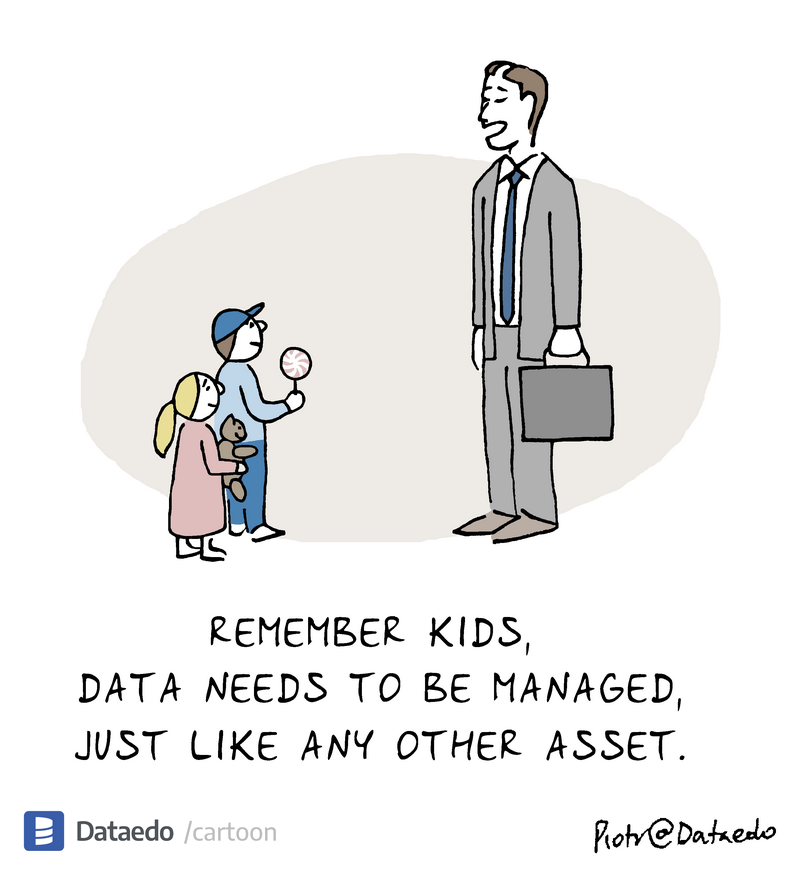 REMEMBER KIDS,
DATA NEEDS TO BE MANAGED,
JUST LIKE ANY OTHER ASSET.
Dataedo /cartoon
Piotr@Dataedo